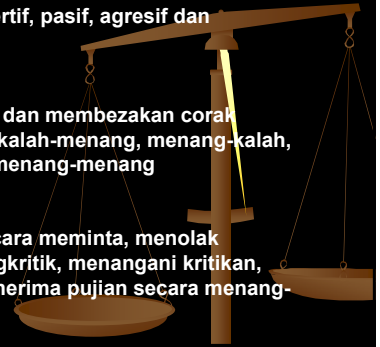 rtif, pasif, agresif dan
dan membezakan corak
kalah-menang, menang-kalah,
menang-menang
cara meminta, menolak
gkritik, menangani kritikan,
nerima pujian secara menang-